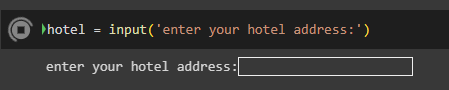 hotel = input('enter your hotel address:')
enter your hotel address: